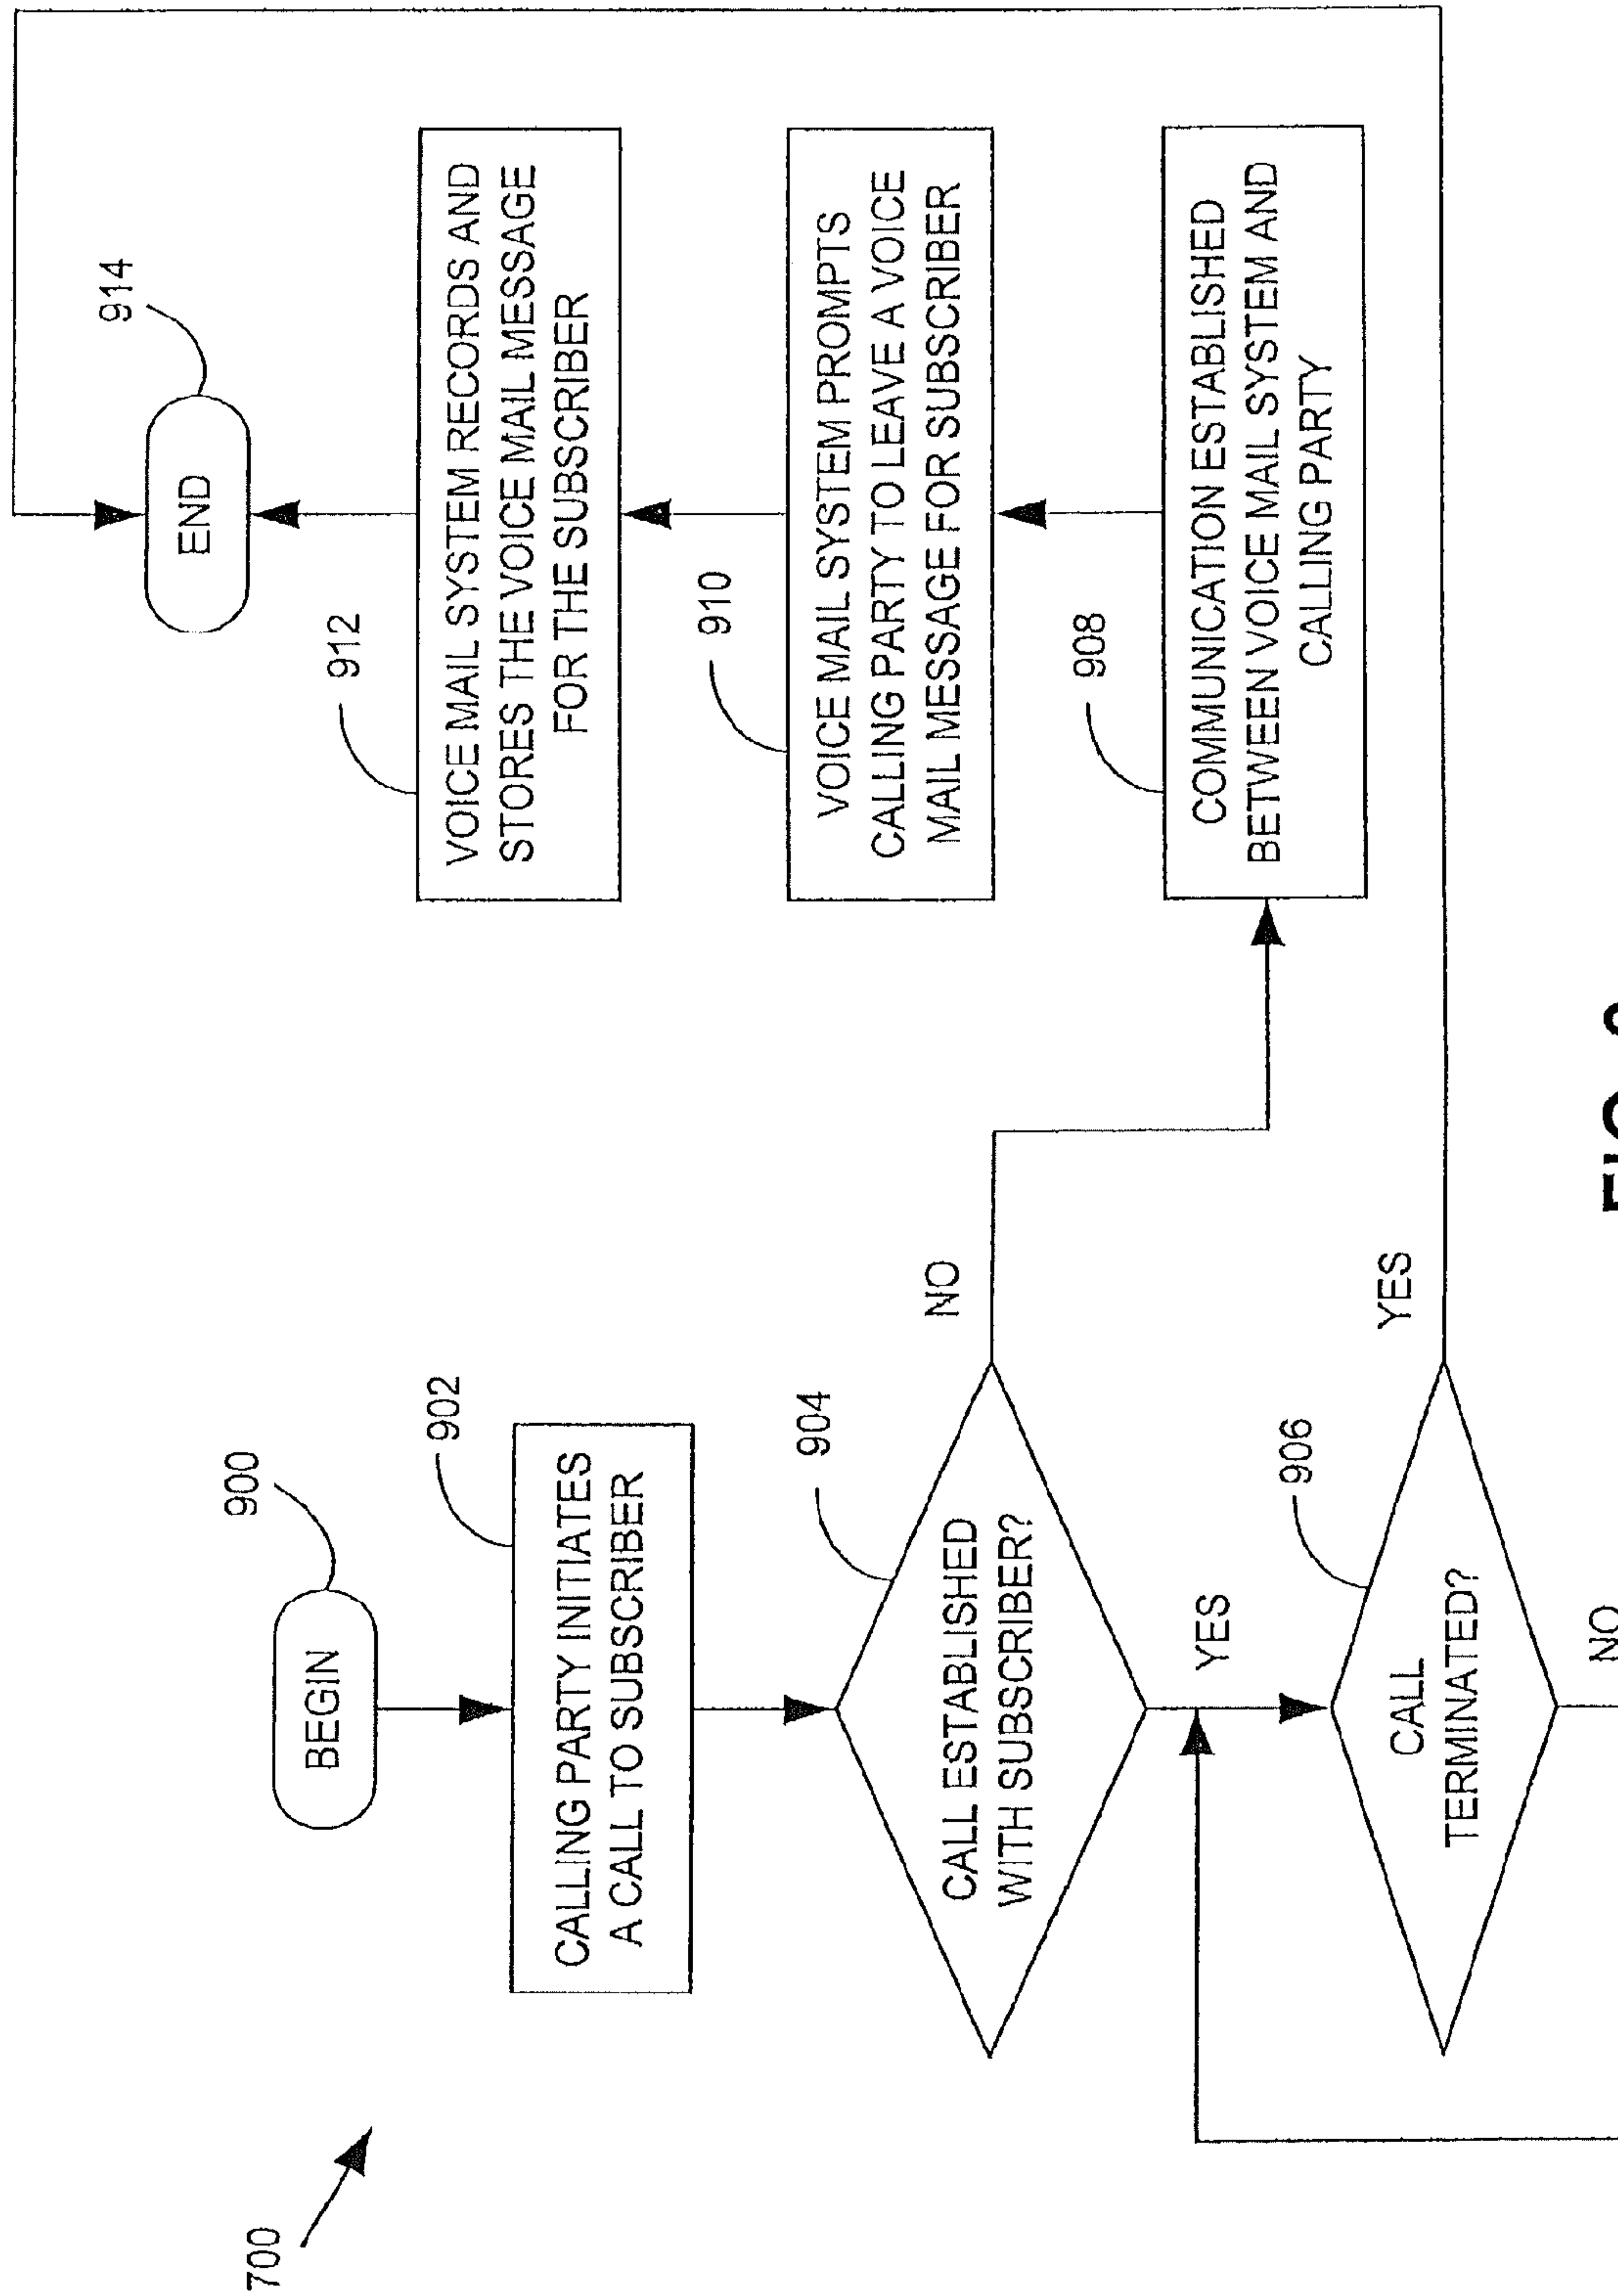 700
900
BEGIN
902
CALLING PARTY INITIATES
A CALL TO SUBSCRIBER
904
CALL ESTABLISHED
WITH SUBSCRIBER?
NO
YES
906
CALL
TERMINATED?
YES
NO
914
END
912
VOICE MAIL SYSTEM RECORDS AND
STORES THE VOICE MAIL MESSAGE
FOR THE SUBSCRIBER
910
VOICE MAIL SYSTEM PROMPTS
CALLING PARTY TO LEAVE A VOICE
MAIL MESSAGE FOR SUBSCRIBER
908
COMMUNICATION ESTABLISHED
BETWEEN VOICE MAIL SYSTEM AND
CALLING PARTY
FIG.